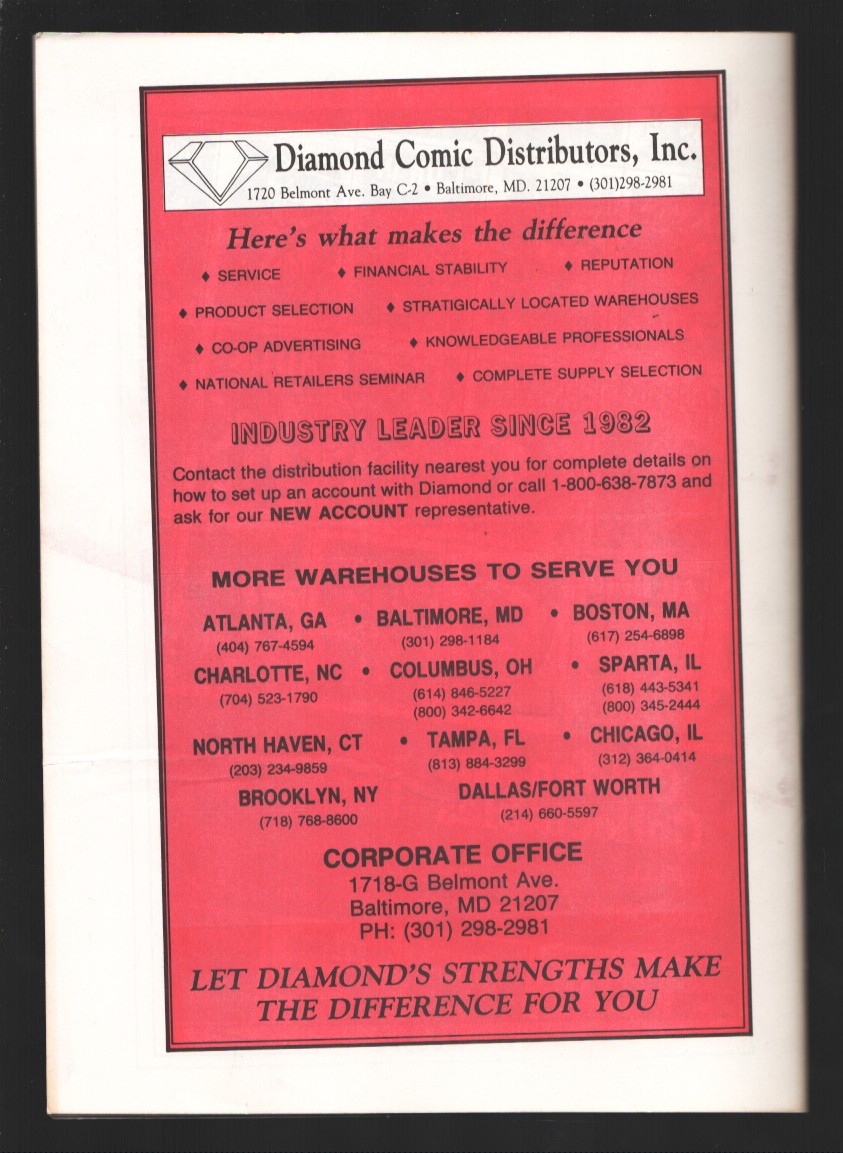 Diamond Comic Distributors, Inc.
1720 Belmont Ave. Bay C-2 • Baltimore, MD. 21207 • (301)298-2981
Here's what makes the difference
♦ SERVICE ♦ FINANCIAL STABILITY ♦ REPUTATION
♦ PRODUCT SELECTION ♦ STRATIGICALLY LOCATED WAREHOUSES
♦ CO-OP ADVERTISING ♦ KNOWLEDGEABLE PROFESSIONALS
♦ NATIONAL RETAILERS SEMINAR ♦ COMPLETE SUPPLY SELECTION
INDUSTRY LEADER SINCE 1982
Contact the distribution facility nearest you for complete details on
how to set up an account with Diamond or call 1-800-638-7873 and
ask for our NEW ACCOUNT representative.
MORE WAREHOUSES TO SERVE YOU
ATLANTA, GA • BALTIMORE, MD • BOSTON, MA
(404) 767-4594 (301) 298-1184 (617) 254-6898
CHARLOTTE, NC • COLUMBUS, OH • SPARTA, IL
(704) 523-1790 (614) 846-5227 (618) 443-5341
(800) 342-6642 (800) 345-2444
NORTH HAVEN, CT • TAMPA, FL • CHICAGO, IL
(203) 234-9859 (813) 884-3299 (312) 364-0414
BROOKLYN, NY DALLAS/FORT WORTH
(718) 768-8600 (214) 660-5597
CORPORATE OFFICE
1718-G Belmont Ave.
Baltimore, MD 21207
PH: (301) 298-2981
LET DIAMOND'S STRENGTHS MAKE
THE DIFFERENCE FOR YOU